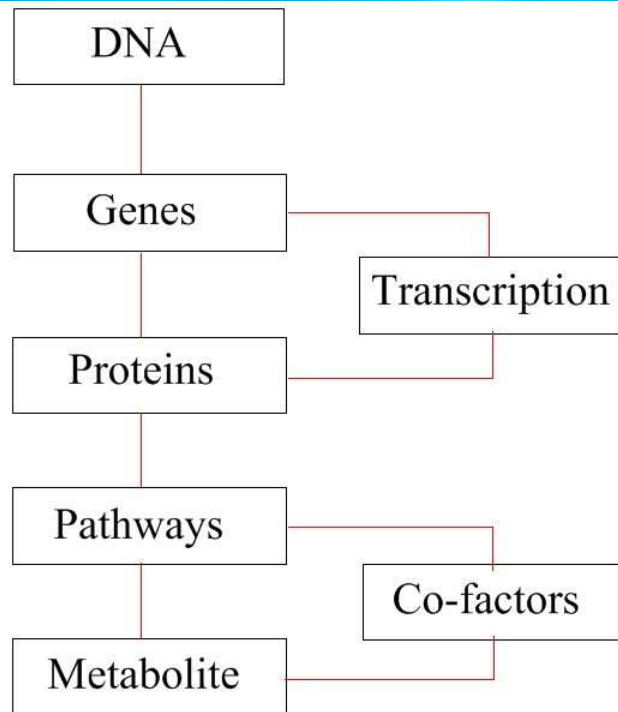 DNA
Genes
Transcription
Proteins
Pathways
Co-factors
Metabolite